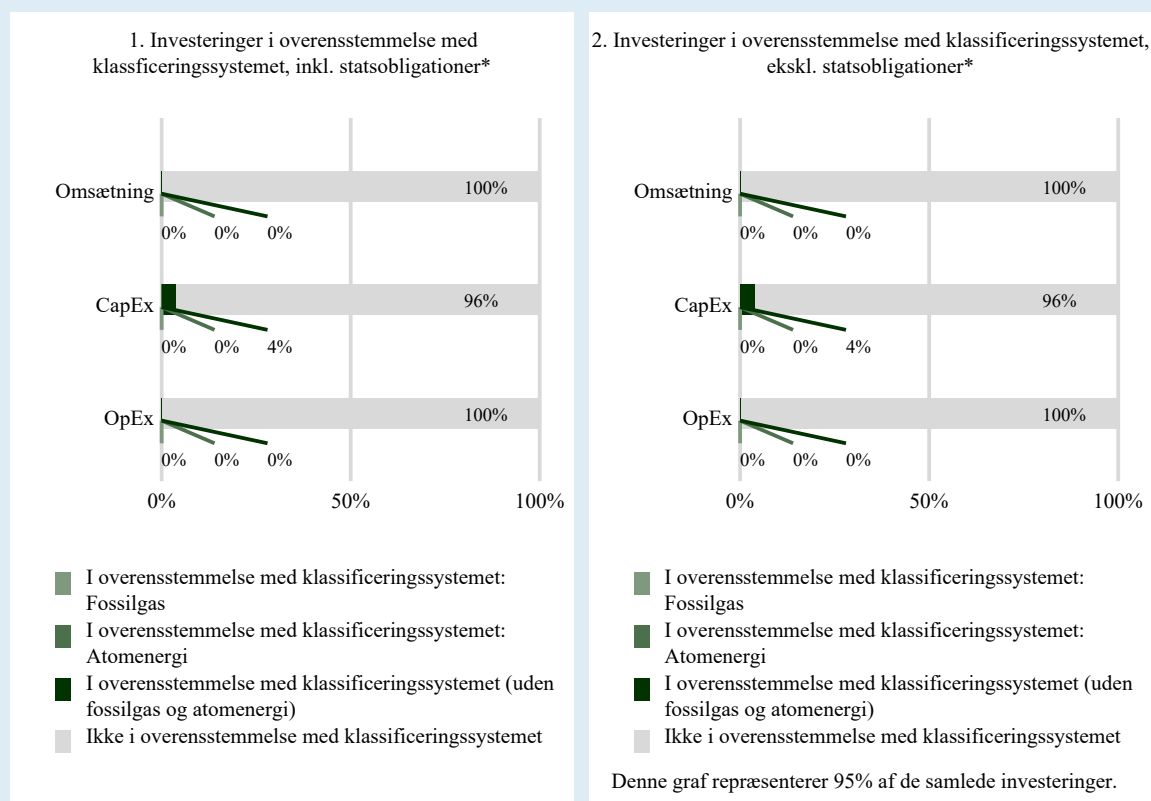 1. Investeringer i overensstemmelse med
klassficeringssystemet, inkl. statsobligationer*
Omsætning
100%
0% 0% 0%
CapEx
96%
0% 0% 4%
OpEx
100%
0% 0% 0%
0% 50% 100%
I overensstemmelse med klassificeringssystemet:
Fossilgas
I overensstemmelse med klassificeringssystemet:
Atomenergi
I overensstemmelse med klassificeringssystemet (uden
fossilgas og atomenergi)
Ikke i overensstemmelse med klassificeringssystemet
2. Investeringer i overensstemmelse med klassificeringssystemet,
ekskl. statsobligationer*
Omsætning
100%
0% 0% 0%
CapEx
96%
0% 0% 4%
OpEx
100%
0% 0% 0%
0% 50% 100%
I overensstemmelse med klassificeringssystemet:
Fossilgas
I overensstemmelse med klassificeringssystemet:
Atomenergi
I overensstemmelse med klassificeringssystemet (uden
fossilgas og atomenergi)
Ikke i overensstemmelse med klassificeringssystemet
Denne graf repræsenterer 95% af de samlede investeringer.